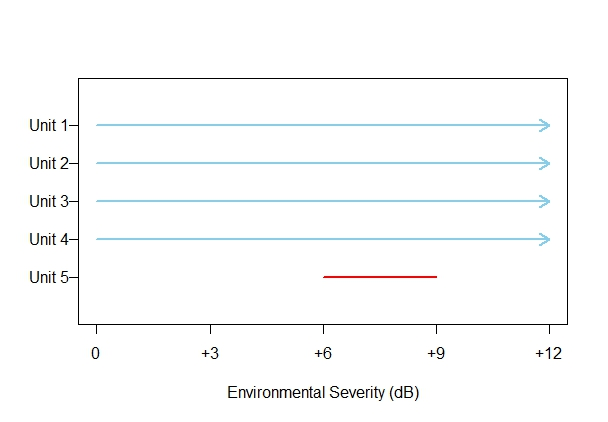 Unit 1
Unit 2
Unit 3
Unit 4
Unit 5
0 +3 +6 +9 +12
Environmental Severity (dB)